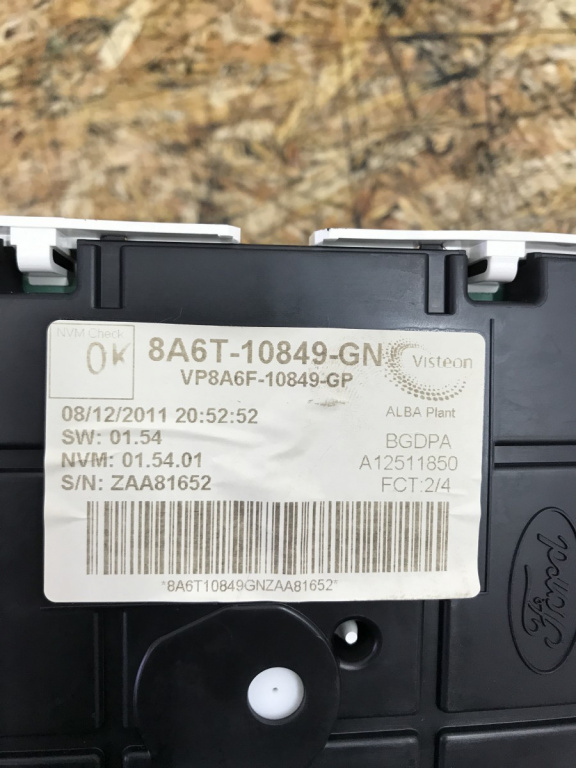 NVM Check
OK
8A6T-10849-GN
VP8A6F-10849-GP
Visteon
ALBA Plant
08/12/2011 20:52:52
SW: 01.54
NVM: 01.54.01
S/N: ZAA81652
BGDPA
A12511850
FCT:2/4
*8A6T10849GNZAA81652*
Ford